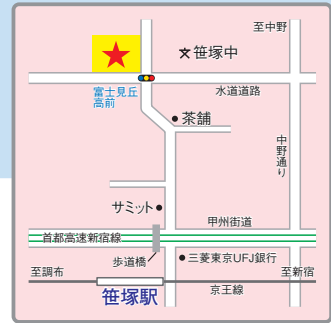 至中野
笹塚中
富士見丘
高前
水道道路
茶舗
中野通り
サミット
甲州街道
首都高速新宿線
歩道橋
三菱東京UFJ銀行
至調布
至新宿
笹塚駅
京王線